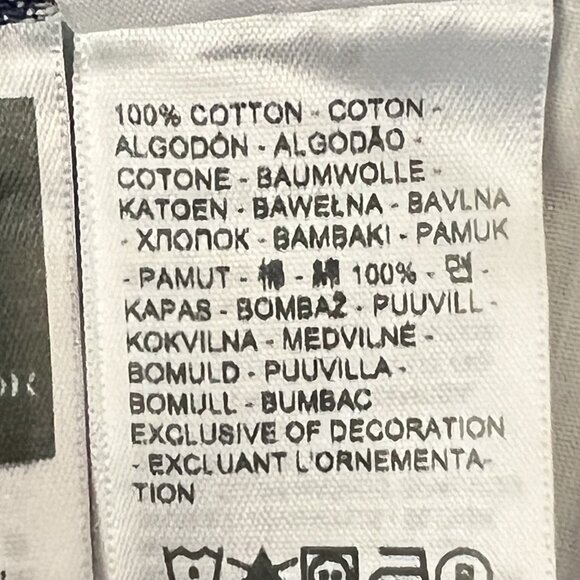 100% COTTON - COTON -
ALGODÓN - ALGODÃO -
COTONE - BAUMWOLLE -
KATOEN - BAWEŁNA - BAVLNA
- ХЛОПОК - BAMBAKI - PAMUK
- PAMUT - 棉 - 綿 100% - 면 -
KAPAS - BOMBAŽ - PUUVILL -
KOKVILNA - MEDVILNĖ -
BOMULD - PUUVILLA -
BOMULL - BUMBAC
EXCLUSIVE OF DECORATION
- EXCLUANT L'ORNEMENTA-
TION